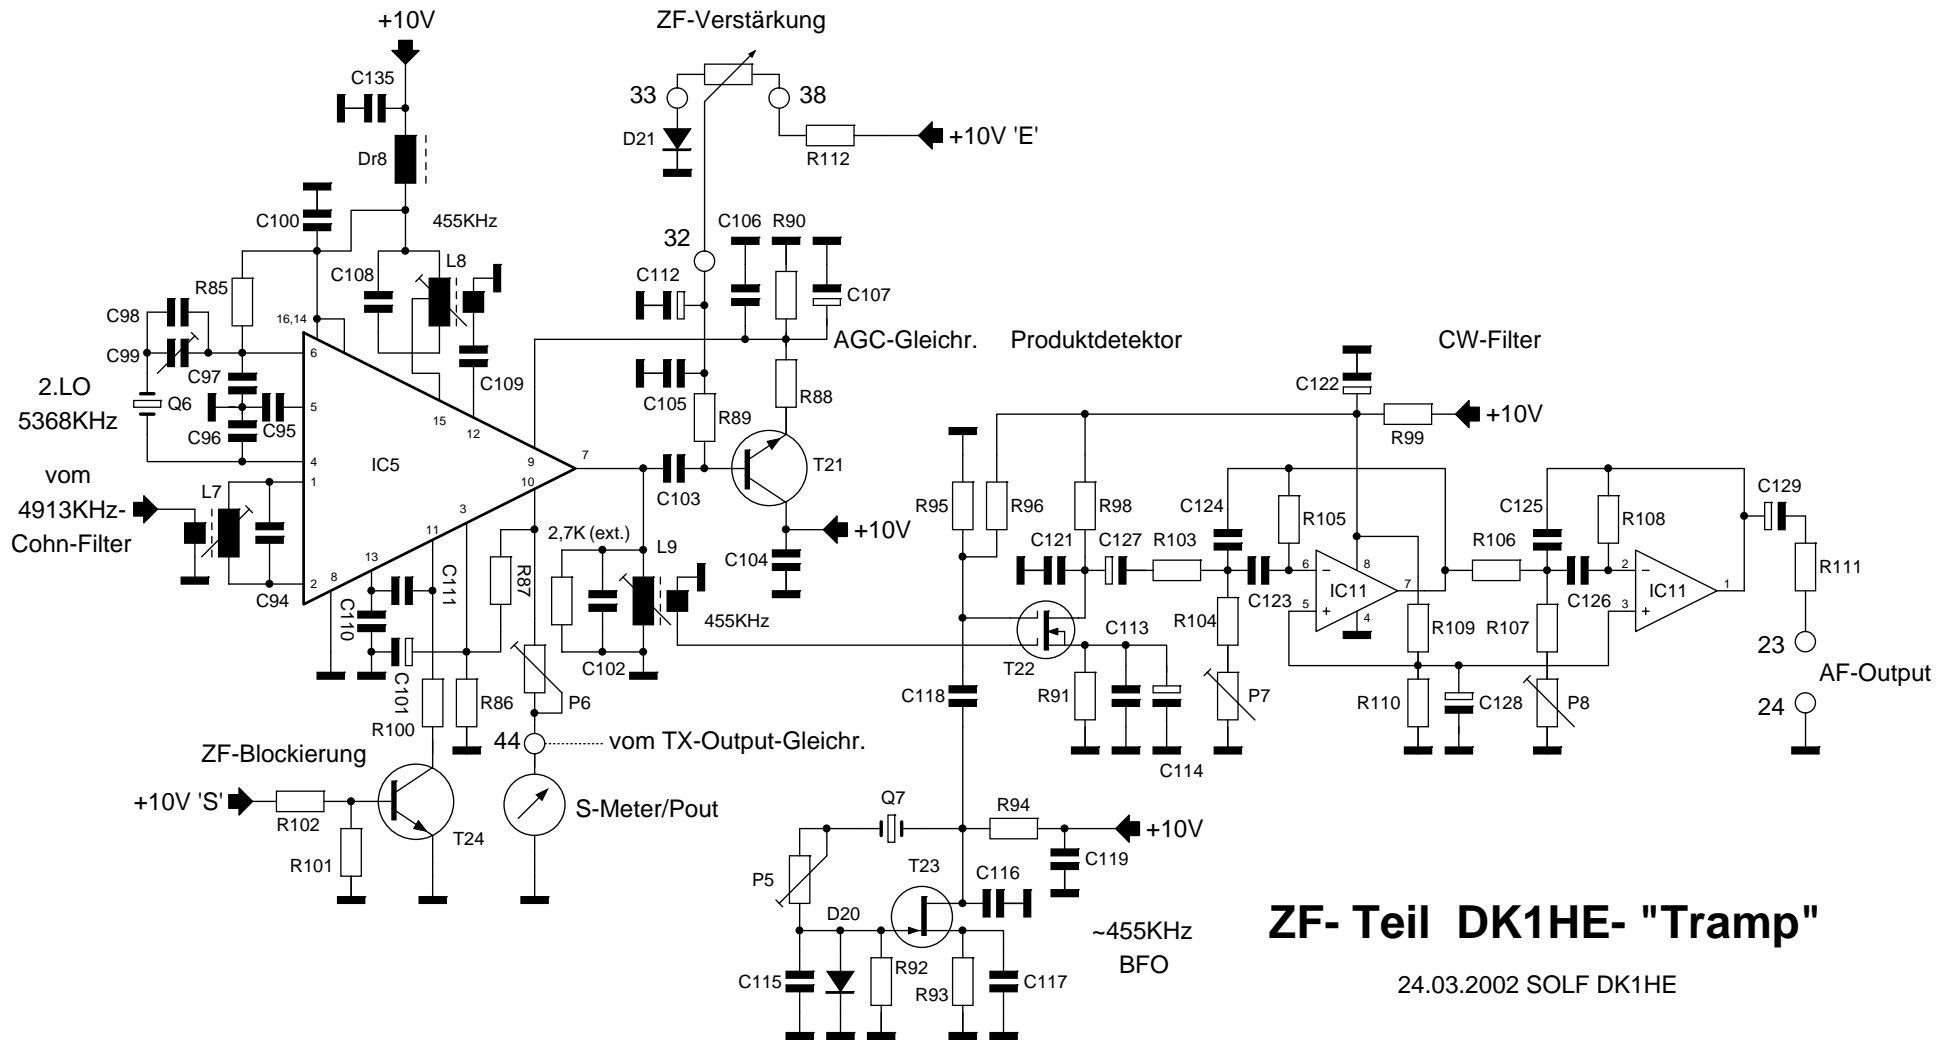 +10V
ZF-Verstärkung
C135
33
38
D21
+10V 'E'
R112
Dr8
C100
455KHz
C106
R90
32
L8
C108
C112
R85
C107
C98
16,14
AGC-Gleichr.
Produktdetektor
CW-Filter
C99
6
C109
C97
C122
2.LO
5368KHz
Q6
5
C105
R88
C95
R89
+10V
C96
15
12
R99
4
IC5
9
7
T21
vom
4913KHz-
Cohn-Filter
L7
1
10
C103
R95
R96
R98
C124
R105
C125
R108
C129
3
11
2,7K (ext.)
+10V
L9
C121
C127
R103
R106
13
R87
C104
6
−
8
7
2
−
1
R111
2
8
C94
C111
C110
IC11
C123
5
+
4
C126
3
+
IC11
455KHz
R104
R109
R107
C113
23
C102
T22
C101
R86
P6
C118
R91
P7
R110
C128
P8
AF-Output
R100
24
44
vom TX-Output-Gleichr.
ZF-Blockierung
C114
+10V 'S'
S-Meter/Pout
Q7
R94
R102
+10V
T24
R101
C119
P5
T23
C116
D20
~455KHz
BFO
ZF- Teil DK1HE- "Tramp"
C115
R92
R93
C117
24.03.2002 SOLF DK1HE